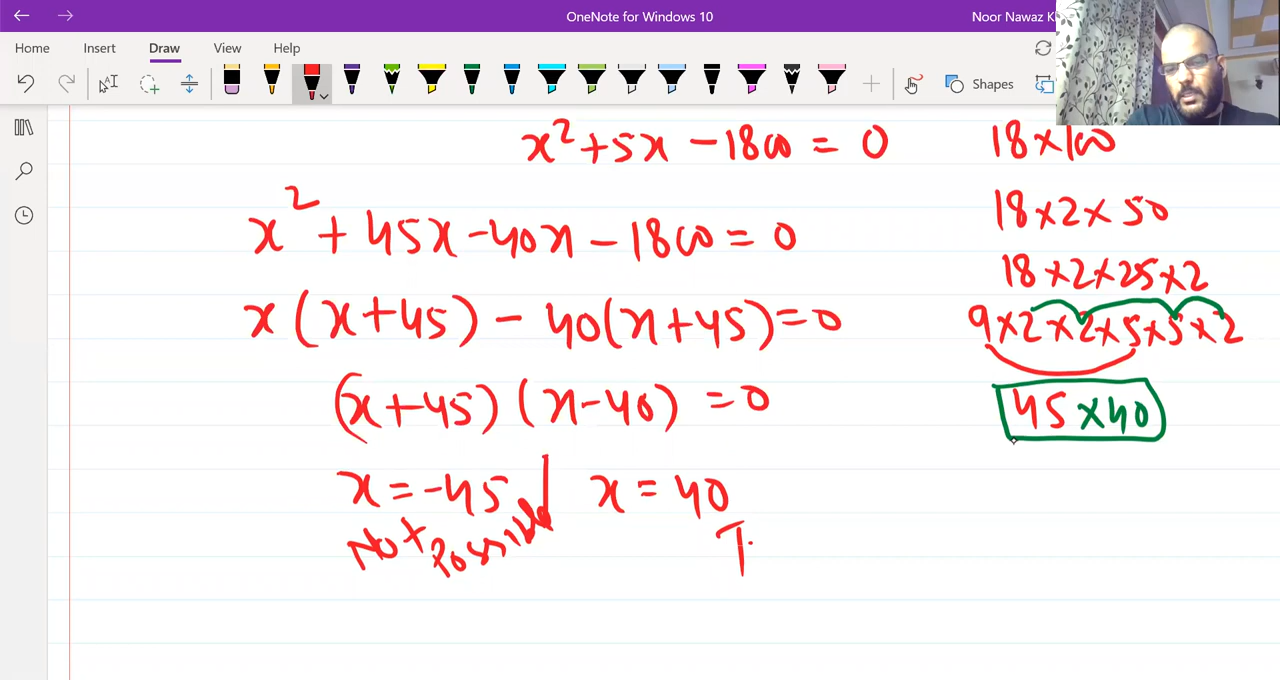 OneNote for Windows 10
Noor Nawaz K
Home Insert Draw View Help
Shapes
x²+5x-1800=0
x²+45x-40x-1800=0
x(x+45)-40(x+45)=0
(x+45)(x-40)=0
x=-45 x=40
Not Possible
T
18×100
18×2×50
18×2×25×2
9×2×2×5×5×2
45×40